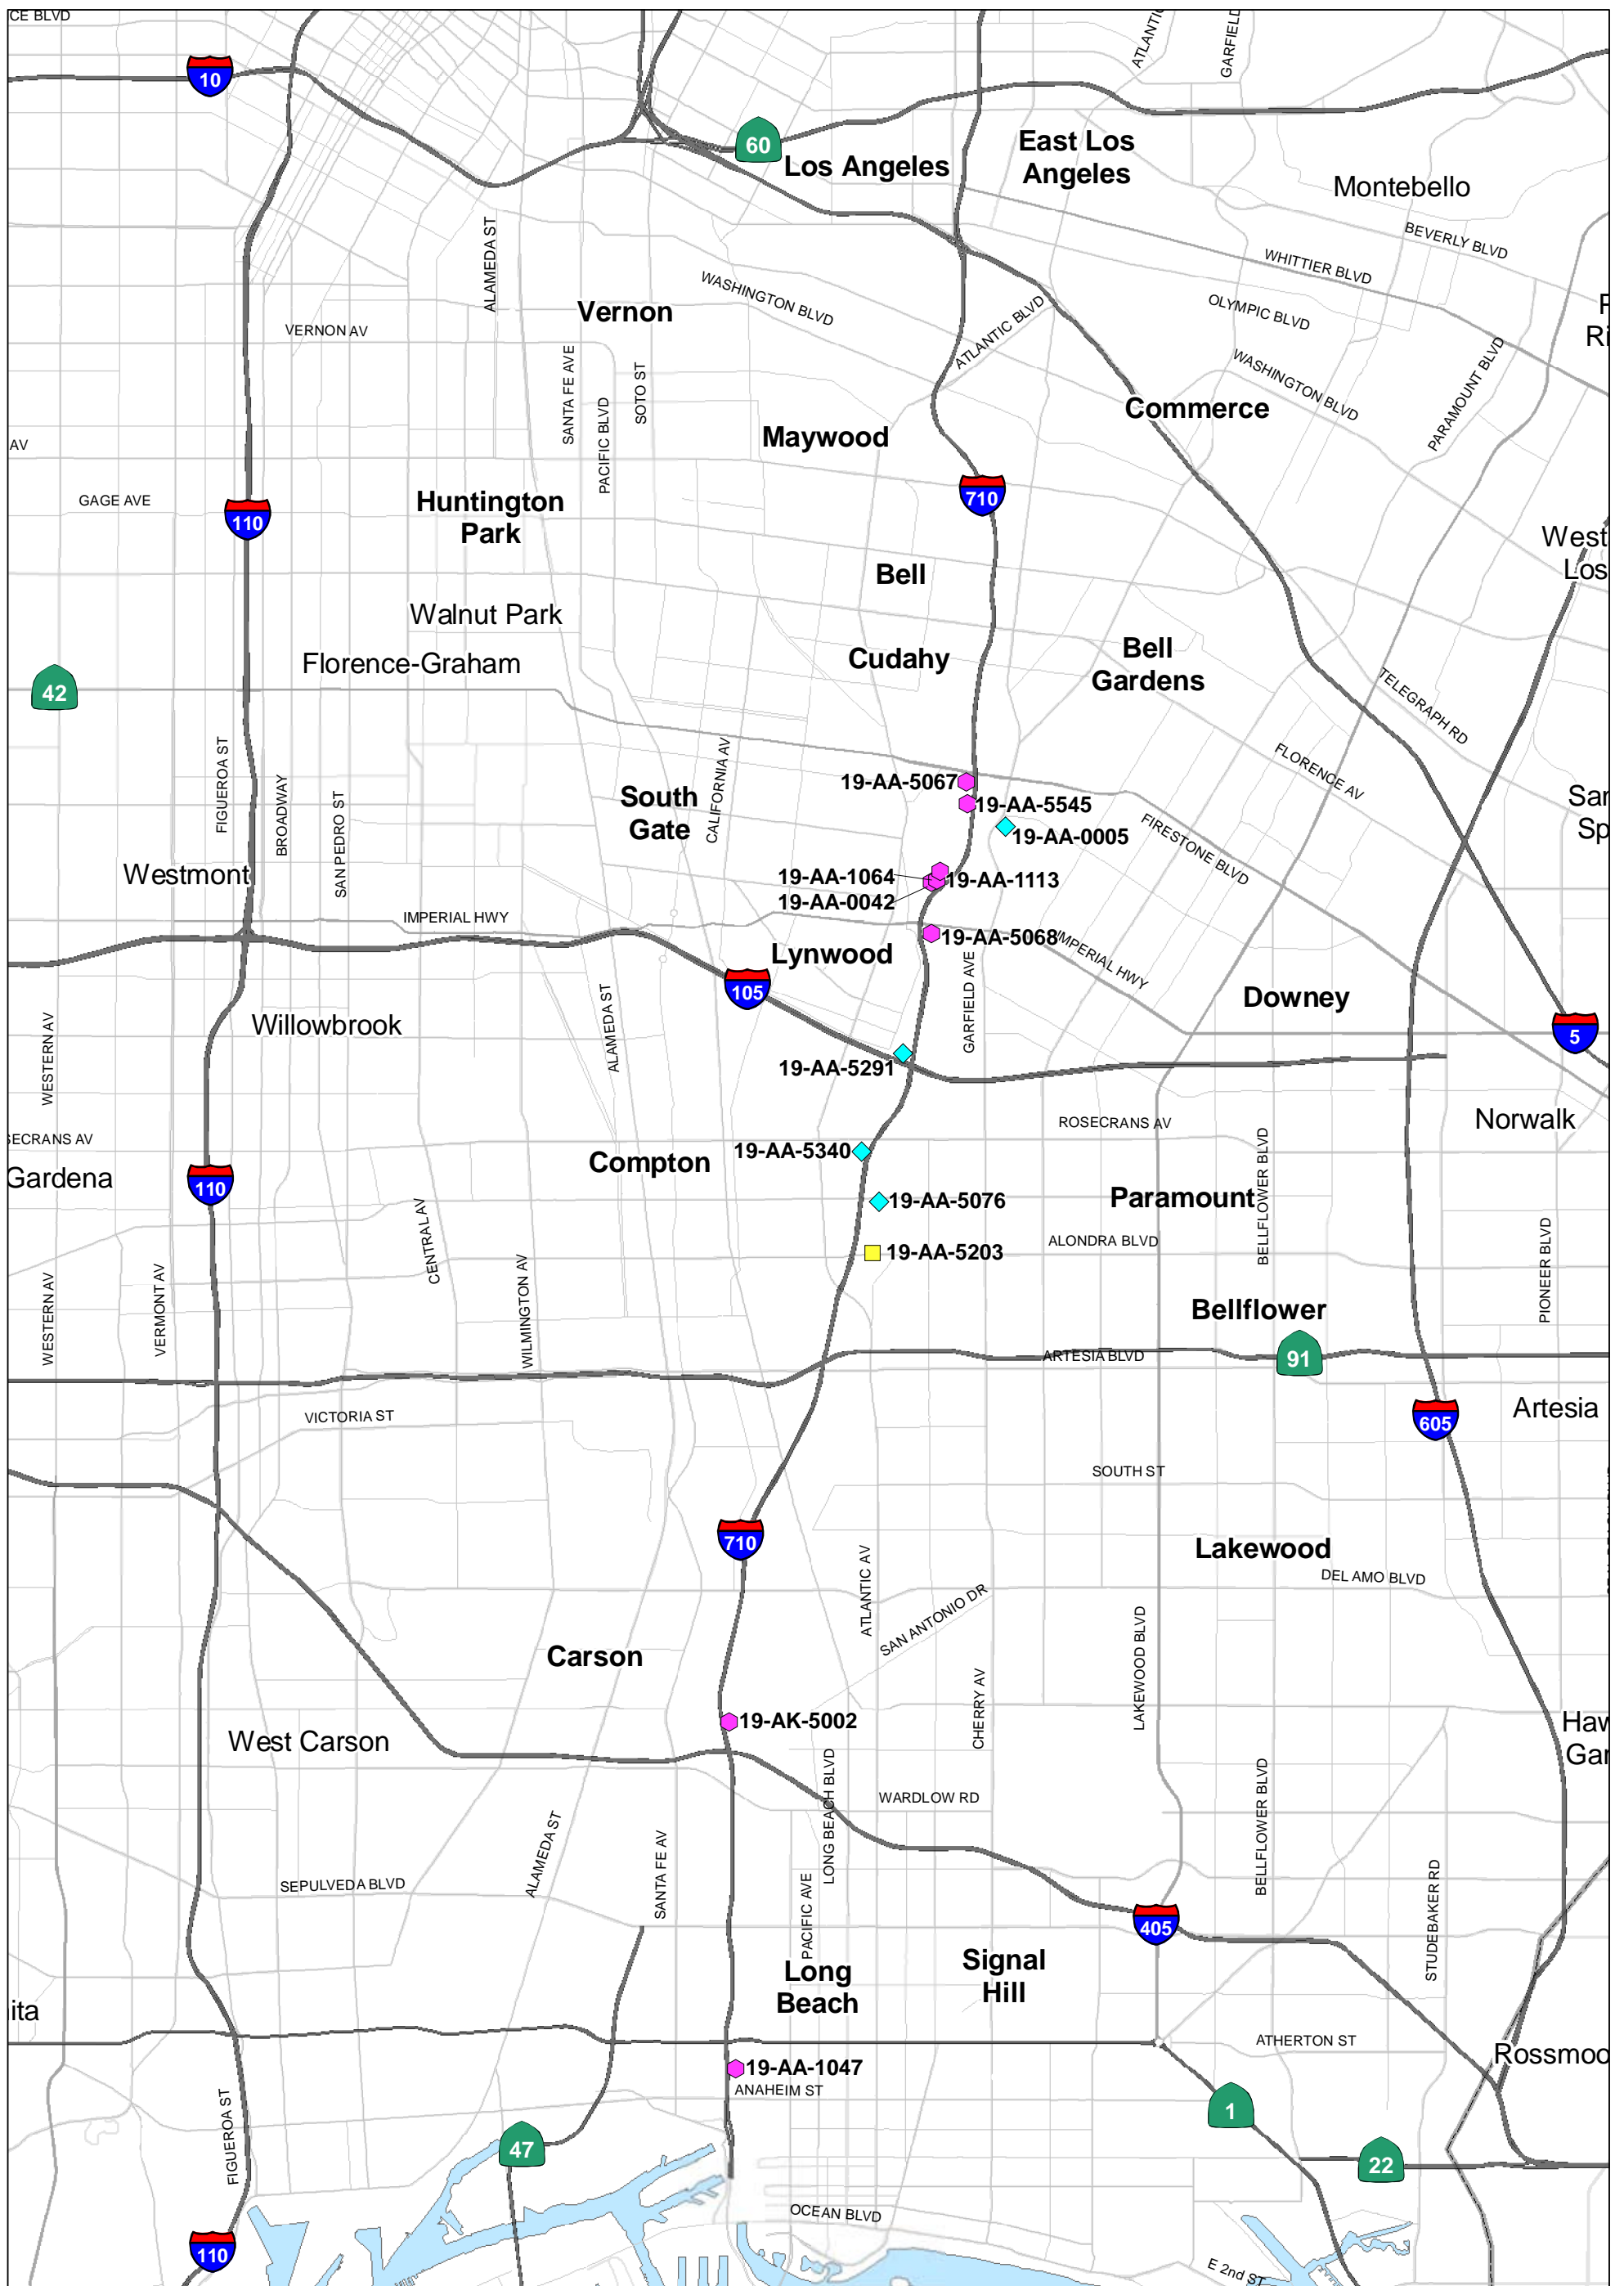 CE BLVD
ATLANTIC
GARFIELD
10
60
Los Angeles
East Los
Angeles
Montebello
BEVERLY BLVD
WHITTIER BLVD
ALAMEDA ST
WASHINGTON BLVD
Vernon
OLYMPIC BLVD
ATLANTIC BLVD
VERNON AV
SANTA FE AVE
PACIFIC BLVD
SOTO ST
WASHINGTON BLVD
PARAMOUNT BLVD
Ri
Commerce
Maywood
AV
GAGE AVE
110
Huntington
Park
710
West
Los
Bell
Walnut Park
Florence-Graham
Cudahy
Bell
Gardens
42
TELEGRAPH RD
FIGUEROA ST
BROADWAY
SAN PEDRO ST
CALIFORNIA AV
FLORENCE AV
19-AA-5067
South
Gate
19-AA-5545
19-AA-0005
FIRESTONE BLVD
San
Sp
Westmont
19-AA-1064
19-AA-1113
19-AA-0042
IMPERIAL HWY
19-AA-5068
IMPERIAL HWY
Lynwood
105
GARFIELD AVE
Downey
5
WESTERN AV
Willowbrook
ALAMEDA ST
19-AA-5291
ROSECRANS AV
Norwalk
SECRANS AV
Gardena
110
Compton
19-AA-5340
19-AA-5076
Paramount
BELLFLOWER BLVD
19-AA-5203
ALONDRA BLVD
CENTRAL AV
WILMINGTON AV
WESTERN AV
VERMONT AV
PIONEER BLVD
Bellflower
ARTESIA BLVD
91
VICTORIA ST
605
Artesia
SOUTH ST
710
Lakewood
DEL AMO BLVD
ATLANTIC AV
SAN ANTONIO DR
Carson
LAKEWOOD BLVD
CHERRY AV
19-AK-5002
West Carson
Haw
Gar
LONG BEACH BLVD
WARDLOW RD
BELLFLOWER BLVD
ALAMEDA ST
SANTA FE AV
SEPULVEDA BLVD
PACIFIC AVE
405
STUDEBAKER RD
Long
Beach
Signal
Hill
ita
ATHERTON ST
Rossmoo
19-AA-1047
ANAHEIM ST
FIGUEROA ST
47
1
22
OCEAN BLVD
110
E 2nd ST